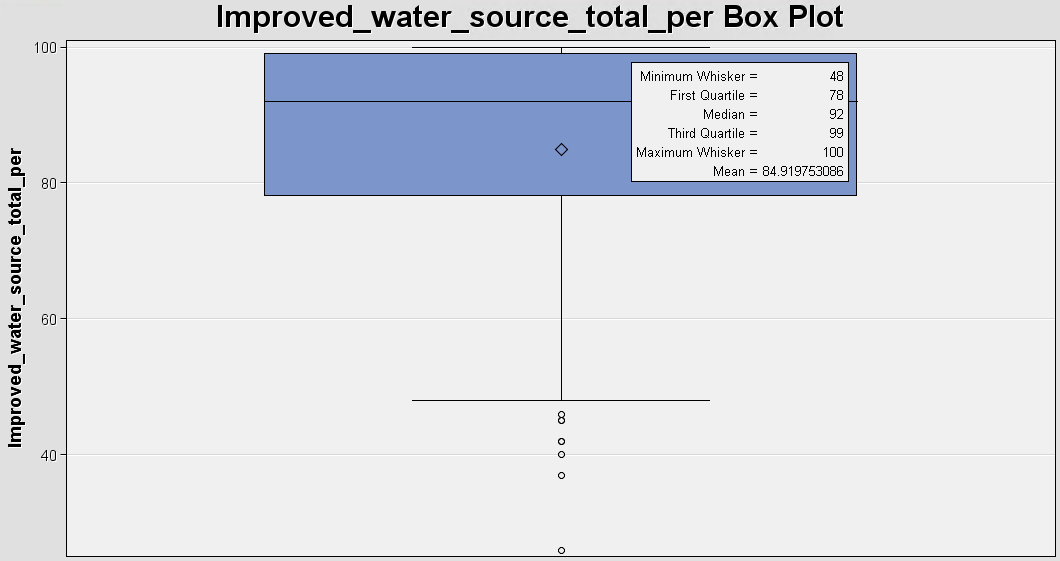 Improved_water_source_total_per Box Plot
Improved_water_source_total_per
100
80
60
40
Minimum Whisker = 48
First Quartile = 78
Median = 92
Third Quartile = 99
Maximum Whisker = 100
Mean = 84.919753086